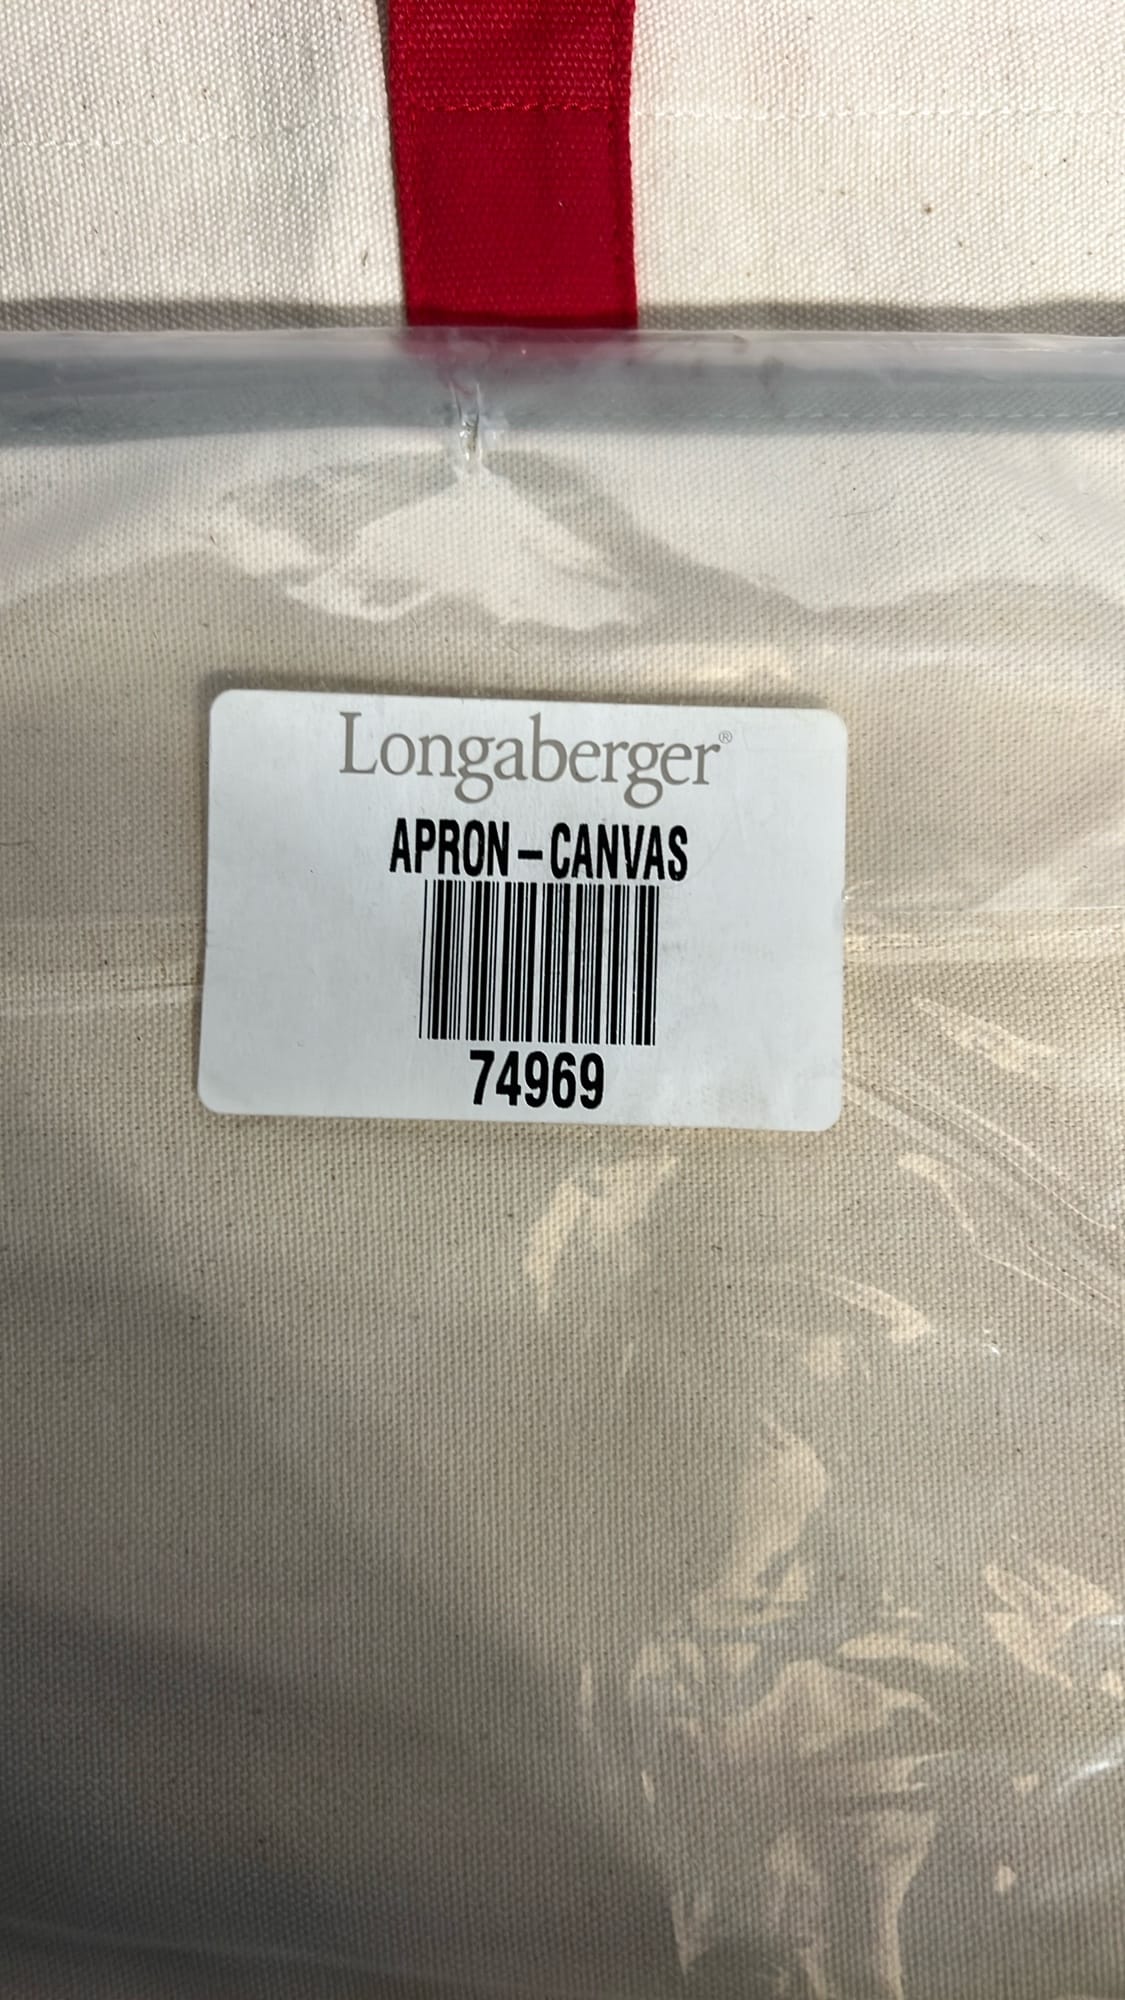 Longaberger®
APRON – CANVAS
74969